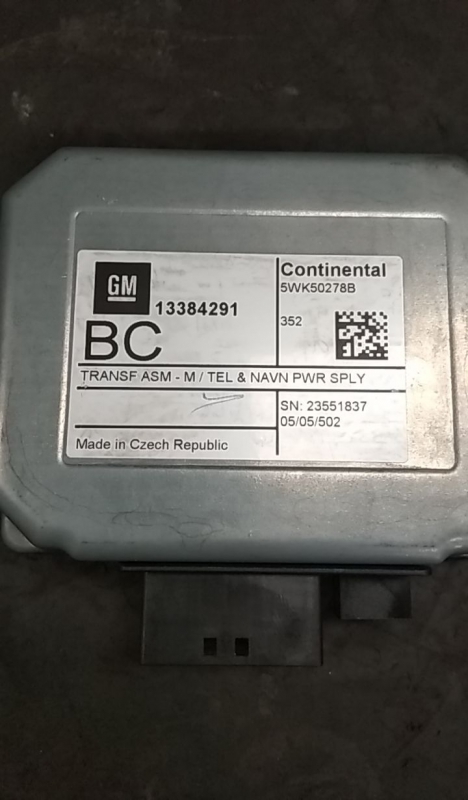 GM
13384291
BC
Continental
5WK50278B
352
TRANSF ASM - M / TEL & NAVN PWR SPLY
SN: 23551837
05/05/502
Made in Czech Republic